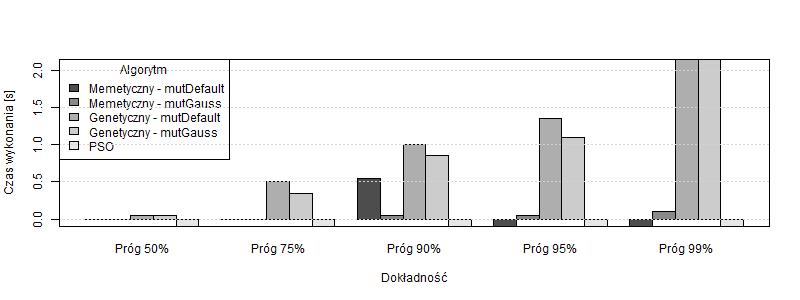 Algorytm
Memetyczny - mutDefault
Memetyczny - mutGauss
Genetyczny - mutDefault
Genetyczny - mutGauss
PSO
Czas wykonania [s]
2.0
1.5
1.0
0.5
0.0
Próg 50%
Próg 75%
Próg 90%
Próg 95%
Próg 99%
Dokładność